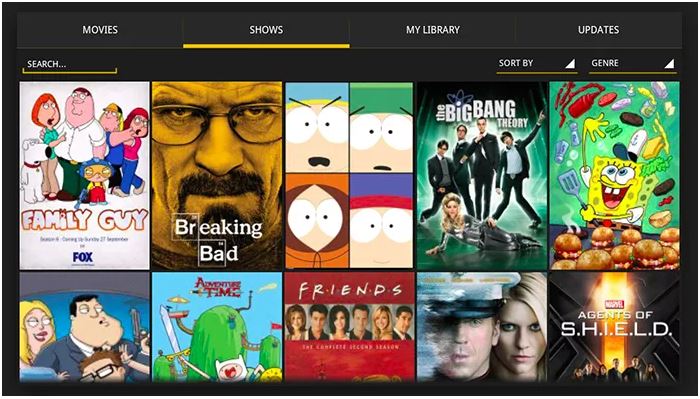 MOVIES
SHOWS
MY LIBRARY
UPDATES
SEARCH...
SORT BY
GENRE
FAMILY GUY
Season 8 · Coming Sunday 27 September
FOX
Breaking
Bad
the BIG BANG
THEORY
ADVENTURE
TIME
F·R·I·E·N·D·S
THE COMPLETE SECOND SEASON
MARVEL
AGENTS OF
S.H.I.E.L.D.